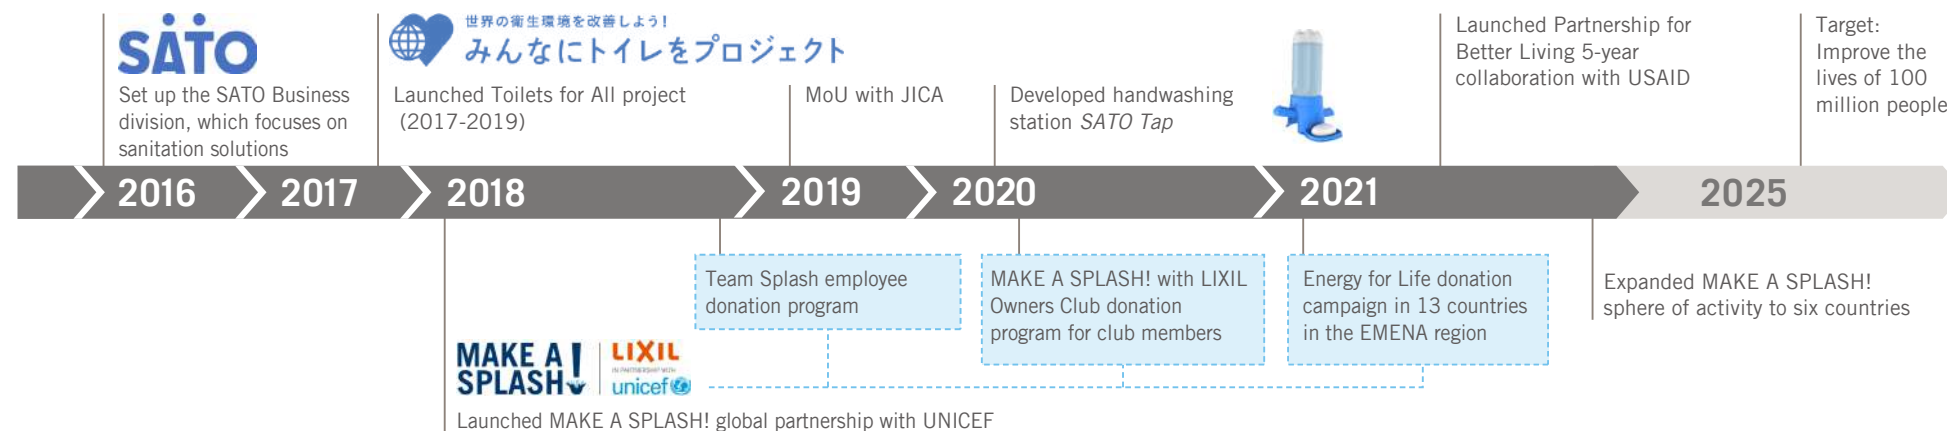 SATO
Set up the SATO Business
division, which focuses on
sanitation solutions
世界の衛生環境を改善しよう!
みんなにトイレをプロジェクト
Launched Toilets for All project
(2017-2019)
MoU with JICA
Developed handwashing
station SATO Tap
Launched Partnership for
Better Living 5-year
collaboration with USAID
Target:
Improve the
lives of 100
million people
2016
2017
2018
2019
2020
2021
2025
Team Splash employee
donation program
MAKE A SPLASH! with LIXIL
Owners Club donation
program for club members
Energy for Life donation
campaign in 13 countries
in the EMENA region
Expanded MAKE A SPLASH!
sphere of activity to six countries
MAKE A
SPLASH!
LIXIL
IN PARTNERSHIP WITH
unicef
Launched MAKE A SPLASH! global partnership with UNICEF